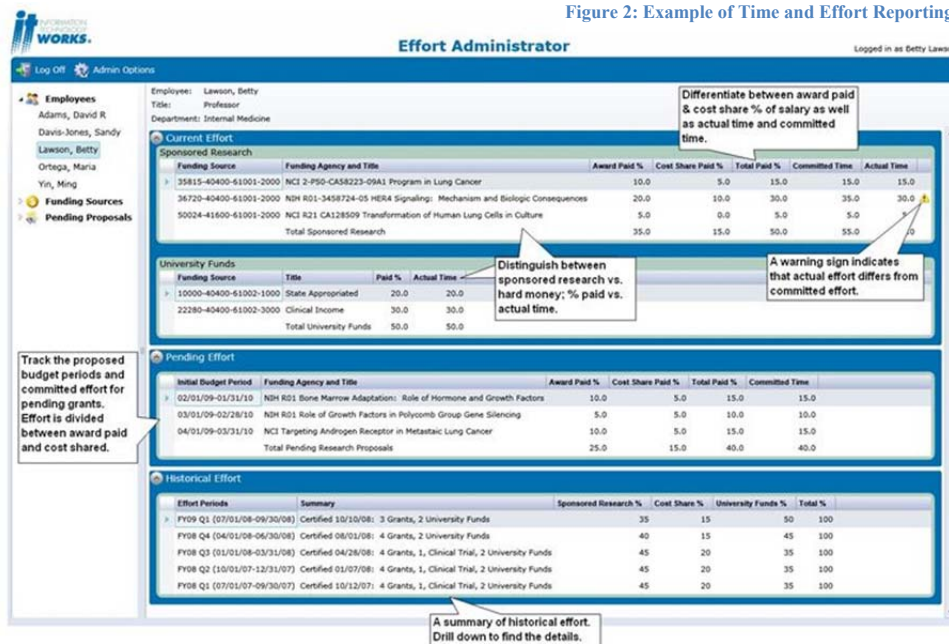 Figure 2: Example of Time and Effort Reporting
it INFORMATION
TECHNOLOGY
WORKS.
Effort Administrator
Logged in as Betty Laws
Log Off Admin Options
Employees
Adams, David R
Davis-Jones, Sandy
Lawson, Betty
Ortega, Maria
Yin, Ming
Funding Sources
Pending Proposals
Employee: Lawson, Betty
Title: Professor
Department: Internal Medicine
Differentiate between award paid
& cost share % of salary as well
as actual time and committed
time.
Current Effort
Sponsored Research
Funding Source Funding Agency and Title Award Paid % Cost Share Paid % Total Paid % Committed Time Actual Time
35815-40400-61001-2000 NCI 2-P50-CA58223-09A1 Program in Lung Cancer 10.0 5.0 15.0 15.0 15.0
36720-40400-61001-2000 NIH R01-3458724-05 HER4 Signaling: Mechanism and Biologic Consequences 20.0 10.0 30.0 35.0 30.0
50024-41600-61001-2000 NCI R21 CA128509 Transformation of Human Lung Cells in Culture 5.0 0.0 5.0 5.0
Total Sponsored Research 35.0 15.0 50.0 55.0
A warning sign indicates
that actual effort differs from
committed effort.
University Funds
Funding Source Title Paid % Actual Time
10000-40400-61002-1000 State Appropriated 20.0 20.0
22280-40400-61002-3000 Clinical Income 30.0 30.0
Total University Funds 50.0 50.0
Distinguish between
sponsored research vs.
hard money; % paid vs.
actual time.
Track the proposed
budget periods and
committed effort for
pending grants.
Effort is divided
between award paid
and cost shared.
Pending Effort
Initial Budget Period Funding Agency and Title Award Paid % Cost Share Paid % Total Paid % Committed Time
02/01/09-01/31/10 NIH R01 Bone Marrow Adaptation: Role of Hormone and Growth Factors 10.0 5.0 15.0 15.0
03/01/09-02/28/10 NIH R01 Role of Growth Factors in Polycomb Group Gene Silencing 5.0 5.0 10.0 10.0
04/01/09-03/31/10 NCI Targeting Androgen Receptor in Metastaic Lung Cancer 10.0 5.0 15.0 15.0
Total Pending Research Proposals 25.0 15.0 40.0 40.0
Historical Effort
Effort Periods Summary Sponsored Research % Cost Share % University Funds % Total %
FY09 Q1 (07/01/08-09/30/08) Certified 10/10/08: 3 Grants, 2 University Funds 35 15 50 100
FY08 Q4 (04/01/08-06/30/08) Certified 08/01/08: 4 Grants, 2 University Funds 40 15 45 100
FY08 Q3 (01/01/08-03/31/08) Certified 04/28/08: 4 Grants, 1, Clinical Trial, 2 University Funds 45 20 35 100
FY08 Q2 (10/01/07-12/31/07) Certified 01/07/08: 4 Grants, 1, Clinical Trial, 2 University Funds 45 20 35 100
FY08 Q1 (07/01/07-09/30/07) Certified 10/12/07: 4 Grants, 1, Clinical Trial, 2 University Funds 45 20 35 100
A summary of historical effort.
Drill down to find the details.